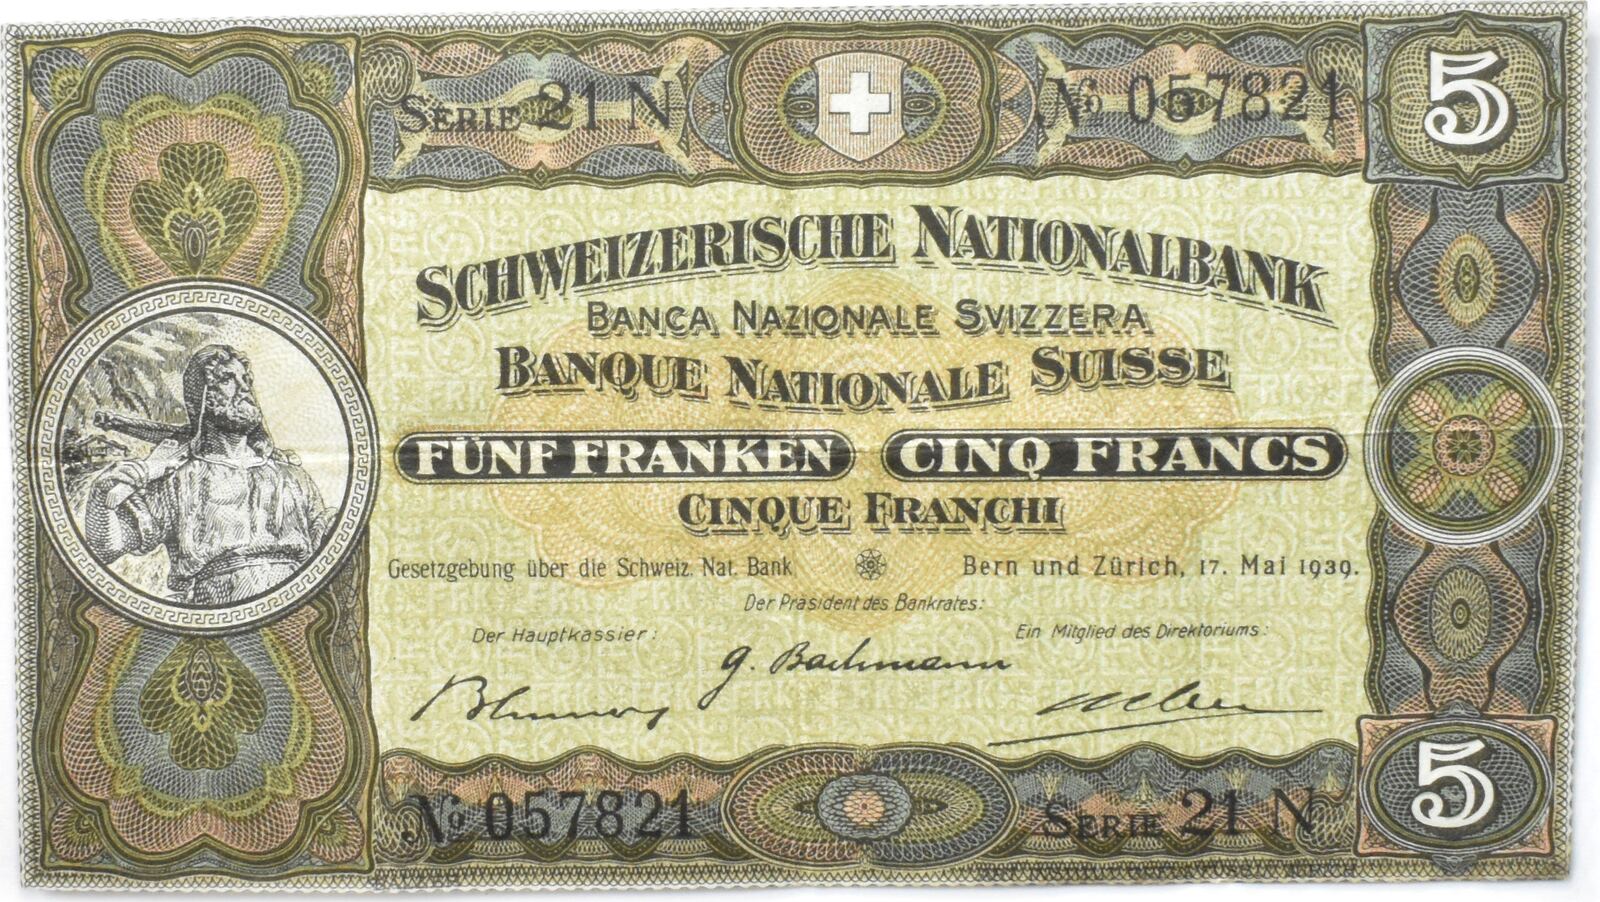 SERIE 21 N
№ 057821
5
SCHWEIZERISCHE NATIONALBANK
BANCA NAZIONALE SVIZZERA
BANQUE NATIONALE SUISSE
FÜNF FRANKEN
CINQ FRANCS
CINQUE FRANCHI
Gesetzgebung über die Schweiz. Nat. Bank
Bern und Zürich, 17. Mai 1939.
Der Präsident des Bankrates:
Der Hauptkassier:
Ein Mitglied des Direktoriums:
G. Bachmann
№ 057821
SERIE 21 N
5